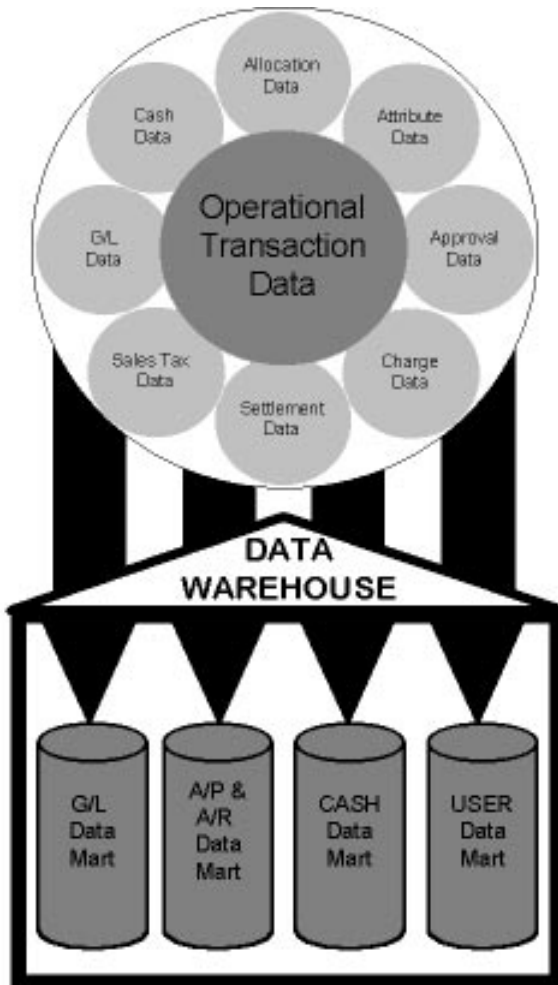 Allocation
Data
Cash
Data
Attribute
Data
Operational
Transaction
Data
G/L
Data
Approval
Data
Sales Tax
Data
Charge
Data
Settlement
Data
DATA
WAREHOUSE
G/L
Data
Mart
A/P &
A/R
Data
Mart
CASH
Data
Mart
USER
Data
Mart